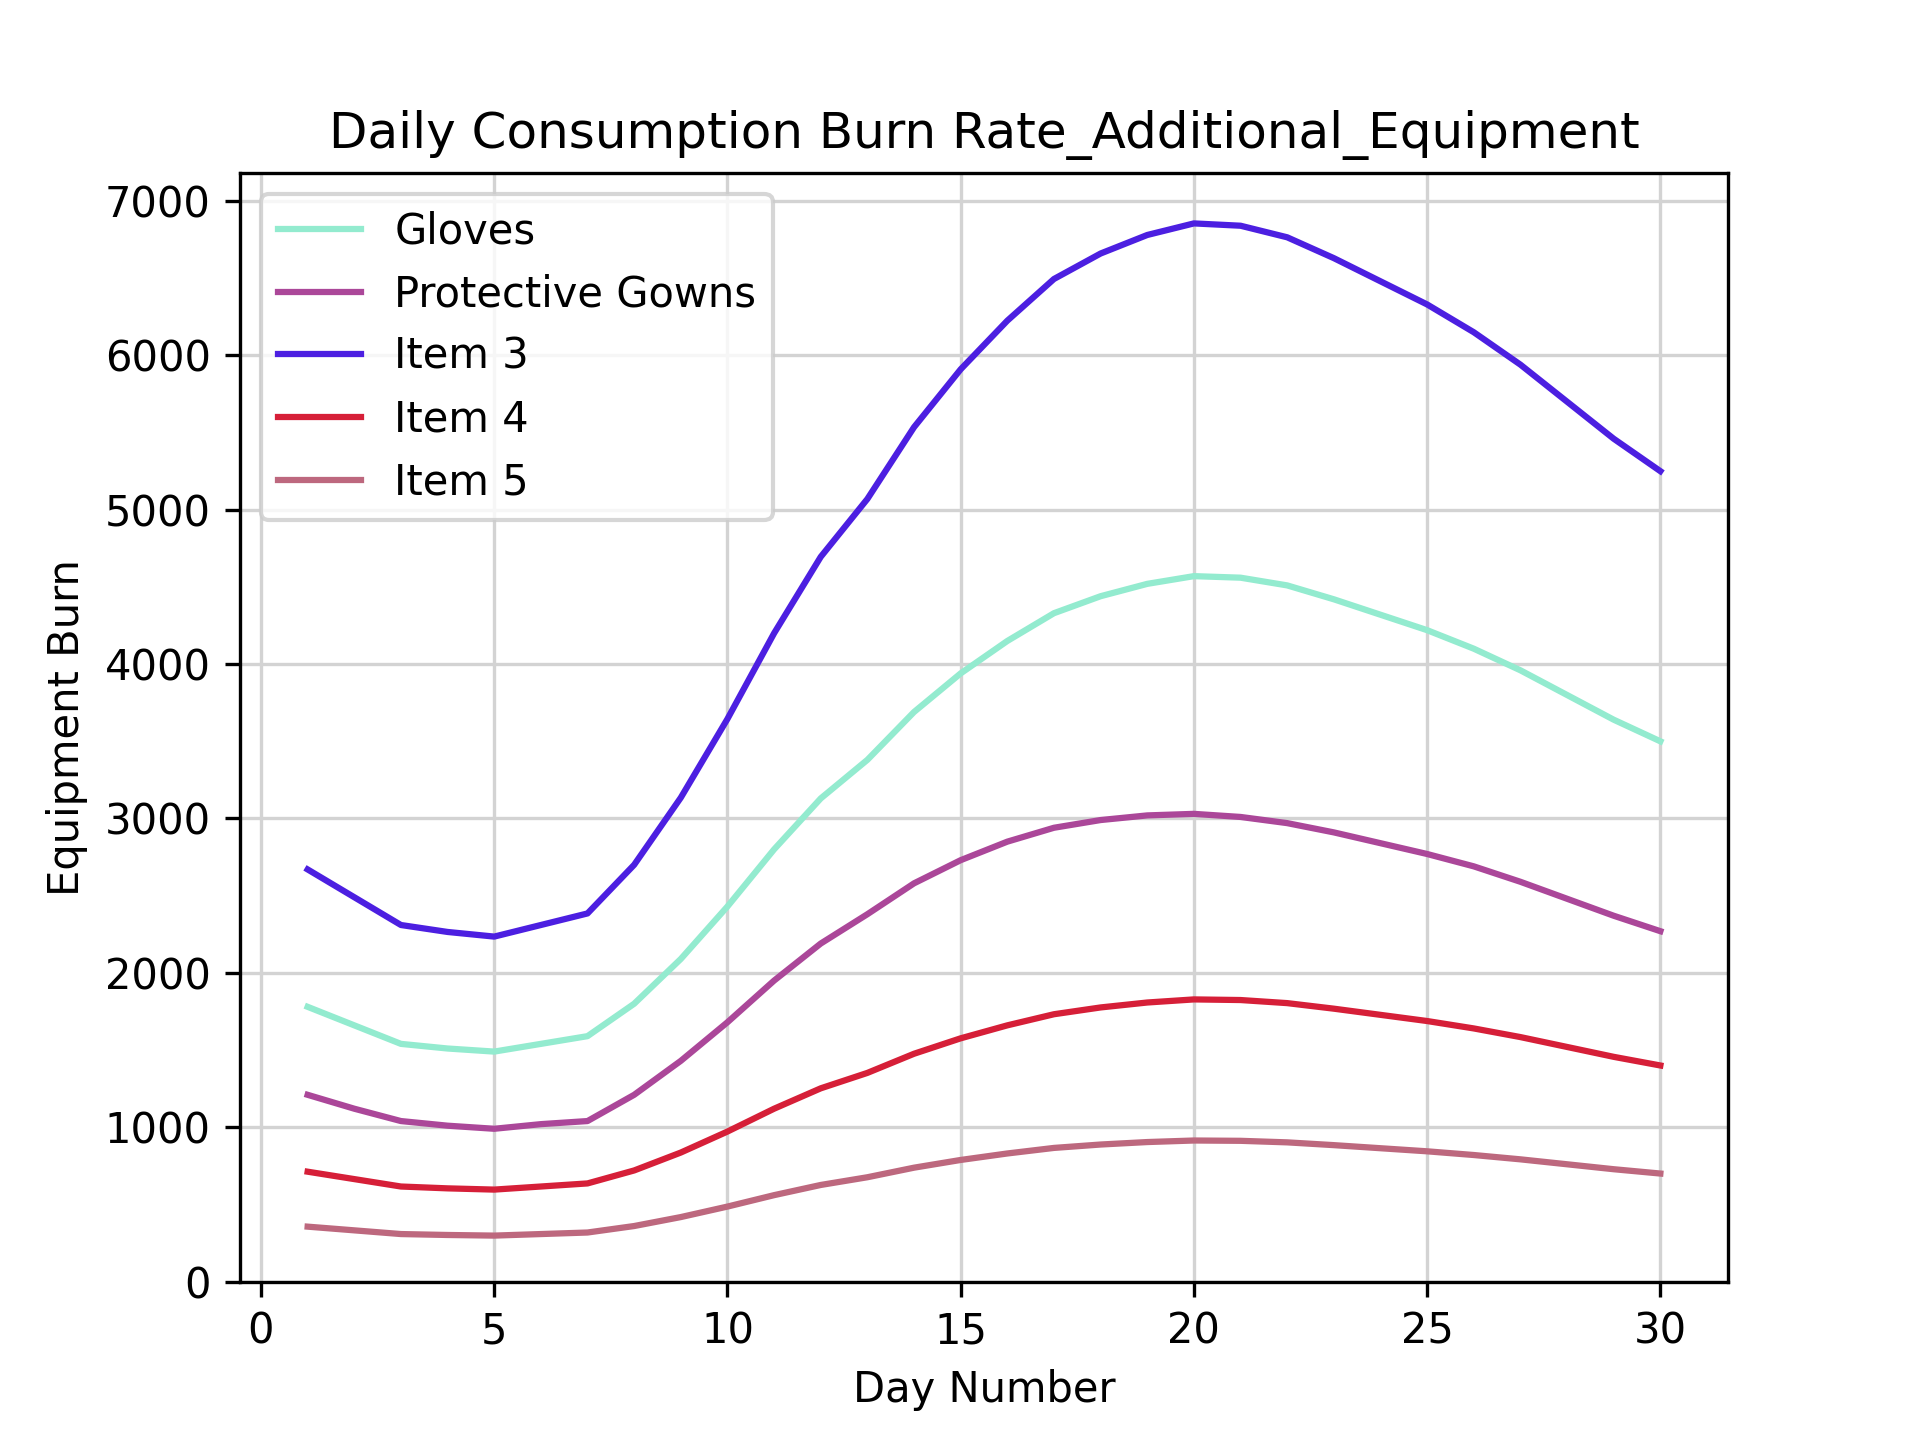 Daily Consumption Burn Rate_Additional_Equipment
7000
6000
5000
4000
3000
2000
1000
0
Equipment Burn
Gloves
Protective Gowns
Item 3
Item 4
Item 5
0 5 10 15 20 25 30
Day Number